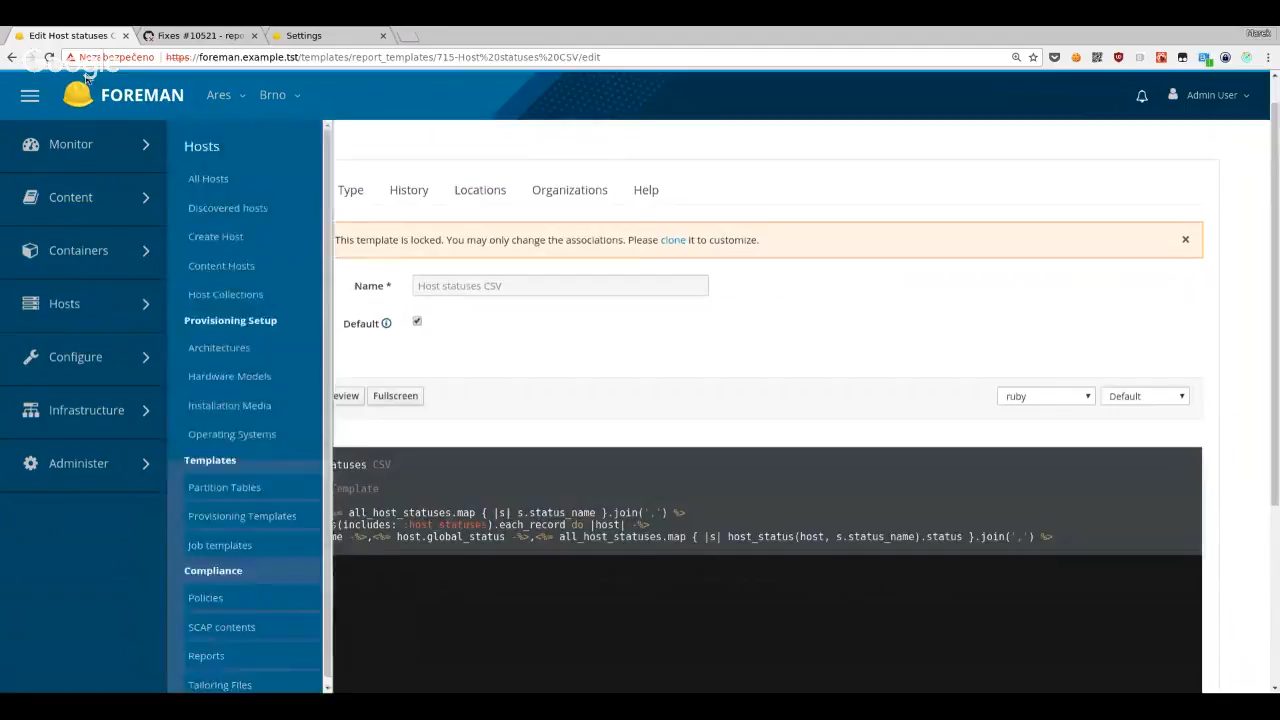 Edit Host statuses C
Fixes #10521 - repo
Settings
Marek
Nezabezpečeno
https://foreman.example.tst/templates/report_templates/715-Host%20statuses%20CSV/edit
Google
FOREMAN
Ares
Brno
Admin User
Monitor
Content
Containers
Hosts
Configure
Infrastructure
Administer
Hosts
All Hosts
Discovered hosts
Create Host
Content Hosts
Host Collections
Provisioning Setup
Architectures
Hardware Models
Installation Media
Operating Systems
Templates
Partition Tables
Provisioning Templates
Job templates
Compliance
Policies
SCAP contents
Reports
Tailoring Files
Type
History
Locations
Organizations
Help
This template is locked. You may only change the associations. Please clone it to customize.
Name *
Host statuses CSV
Default
eview
Fullscreen
ruby
Default
tatuses CSV
Template
%= all_host_statuses.map { |s| s.status_name }.join(',') %>
s(includes: :host_statuses).each_record do |host| -%>
me -%>,<%= host.global_status -%>,<%= all_host_statuses.map { |s| host_status(host, s.status_name).status }.join(',') %>